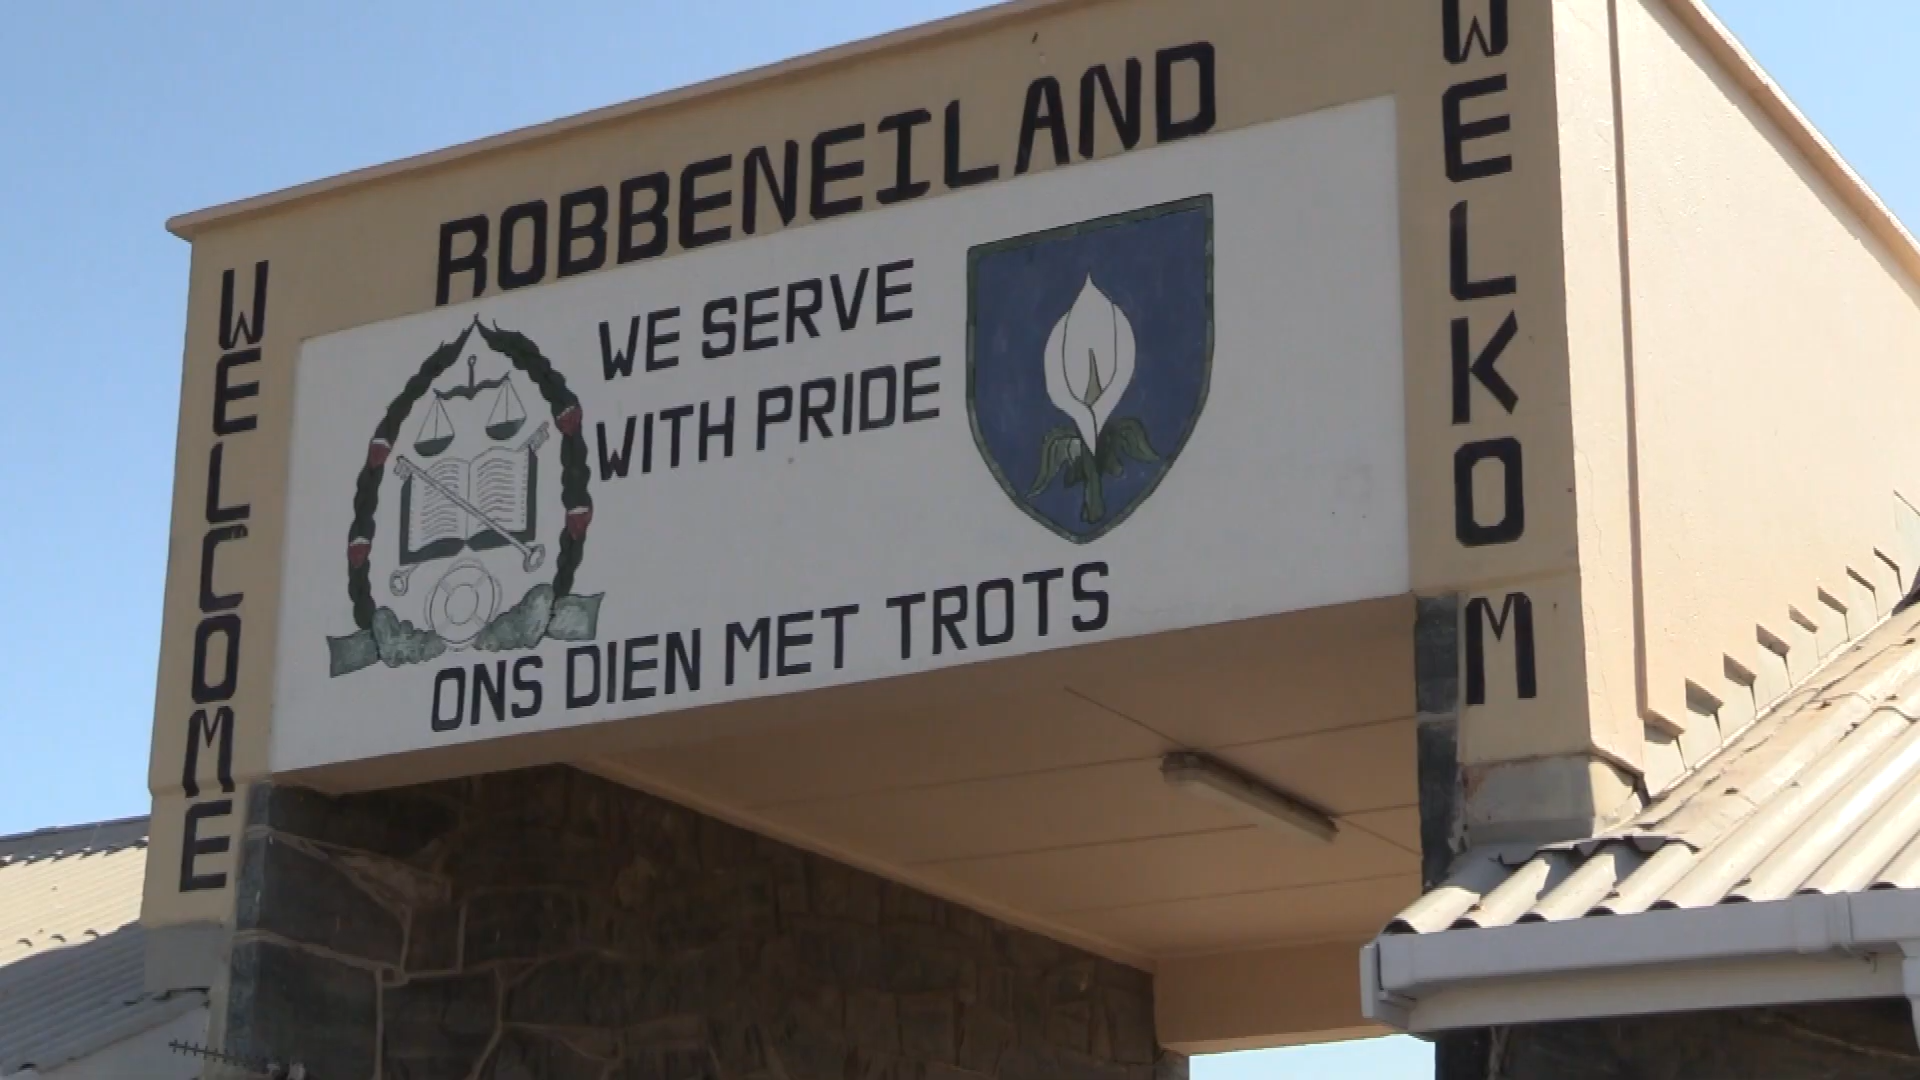 ROBBENEILAND
WELCOME
WE SERVE
WITH PRIDE
ONS DIEN MET TROTS
WELKOM